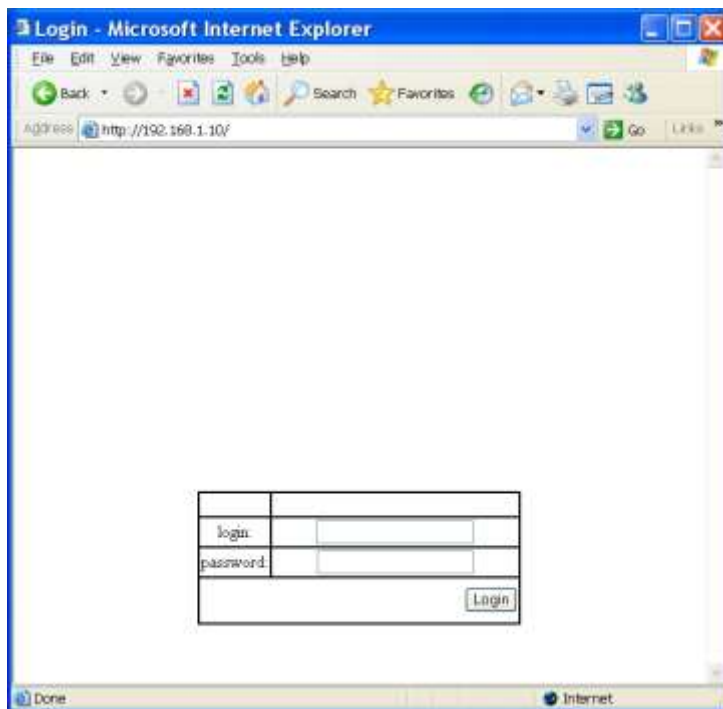 Login - Microsoft Internet Explorer
File Edit View Favorites Tools Help
Back Search Favorites
Address http://192.168.1.10/ Go Links »
login:
password:
Login
Done Internet